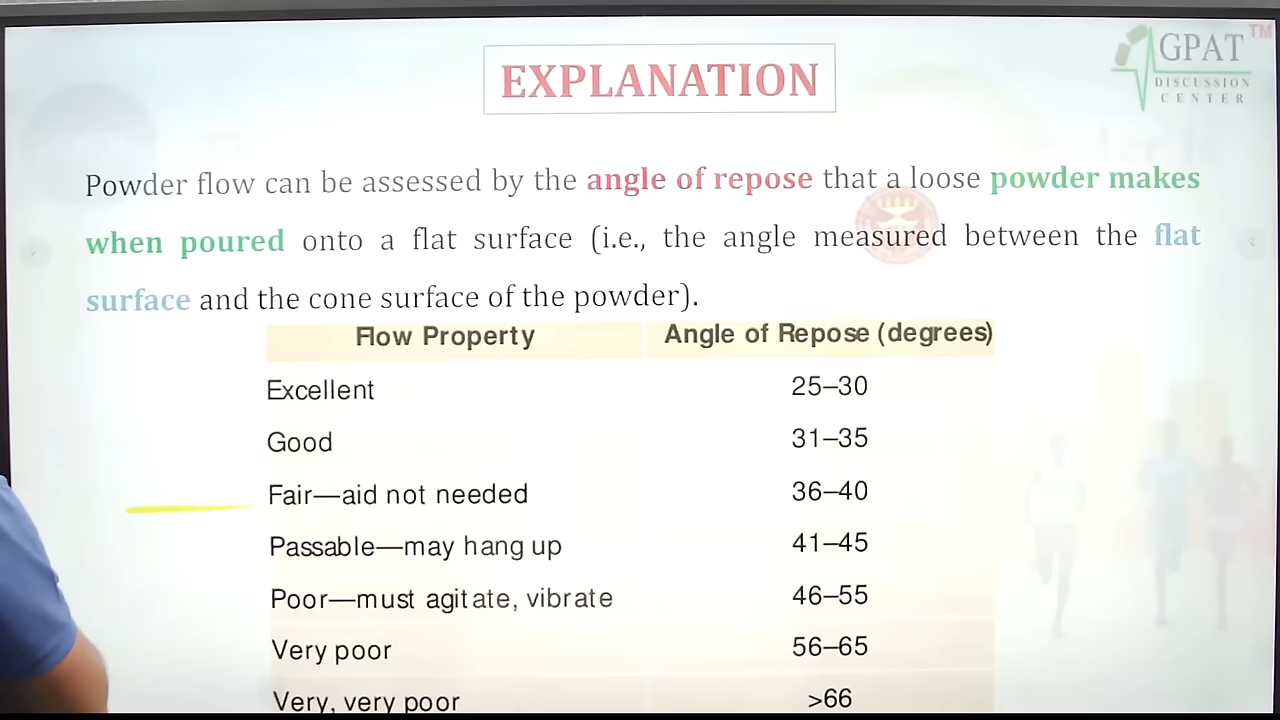 EXPLANATION
GPAT TM
DISCUSSION
CENTER
Powder flow can be assessed by the angle of repose that a loose powder makes
when poured onto a flat surface (i.e., the angle measured between the flat
surface and the cone surface of the powder).
Flow Property Angle of Repose (degrees)
Excellent 25–30
Good 31–35
Fair—aid not needed 36–40
Passable—may hang up 41–45
Poor—must agitate, vibrate 46–55
Very poor 56–65
Very, very poor >66